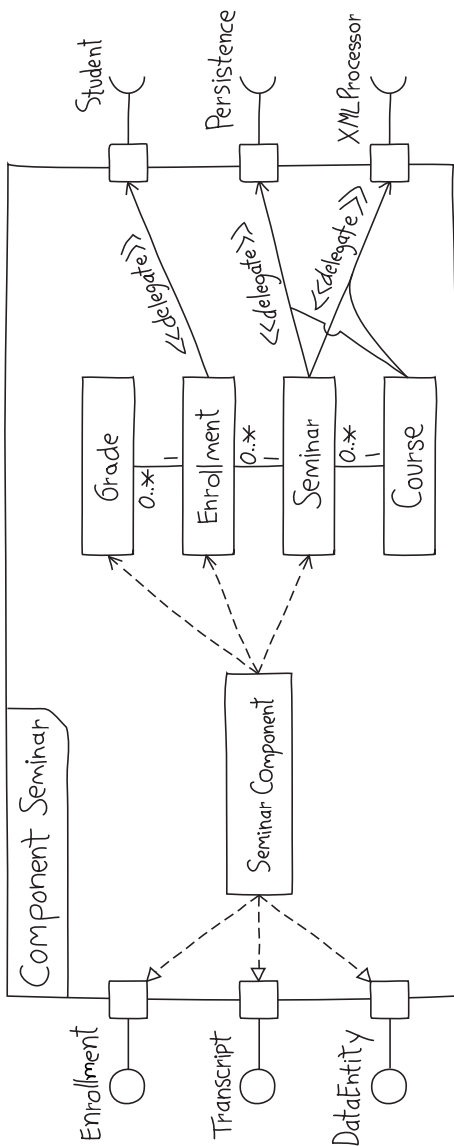 Component Seminar
Enrollment
Grade
Student
0..*
<<delegate>>
1
Enrollment
Transcript
Seminar Component
0..*
<<delegate>>
Persistence
1
Seminar
<<delegate>>
0..*
DataEntity
1
XMLProcessor
Course